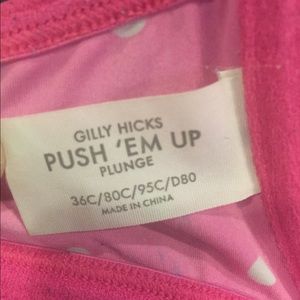 GILLY HICKS
PUSH 'EM UP
PLUNGE
36C/80C/95C/D80
MADE IN CHINA